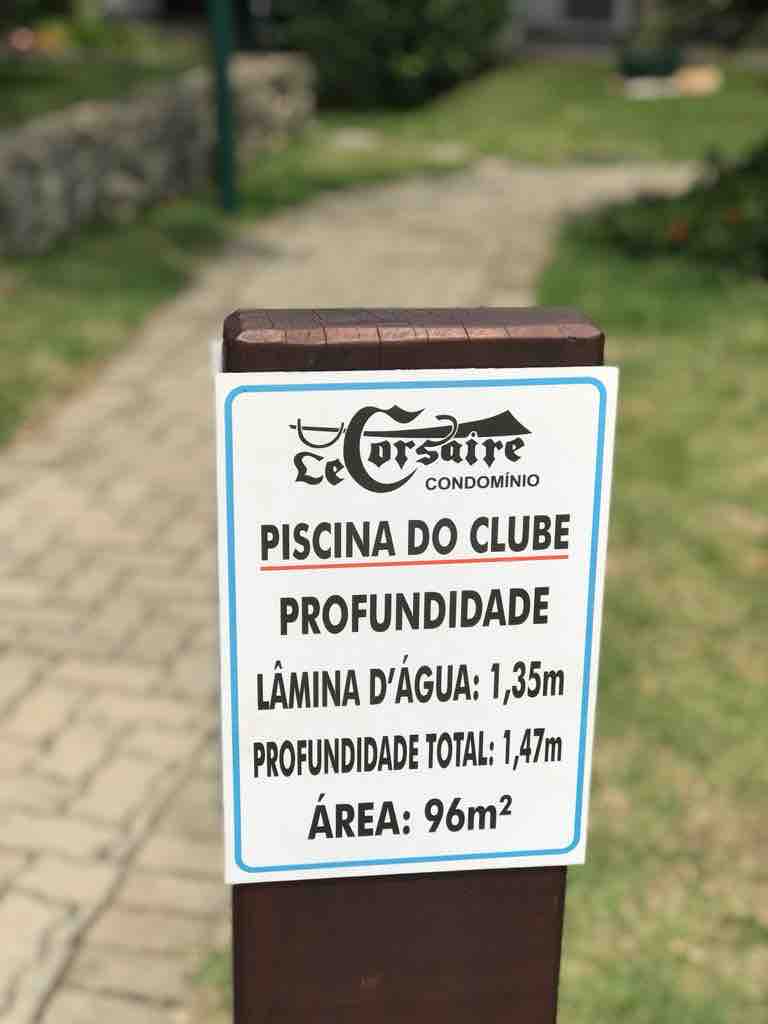 Le Corsaire
CONDOMÍNIO
PISCINA DO CLUBE
PROFUNDIDADE
LÂMINA D'ÁGUA: 1,35m
PROFUNDIDADE TOTAL: 1,47m
ÁREA: 96m²